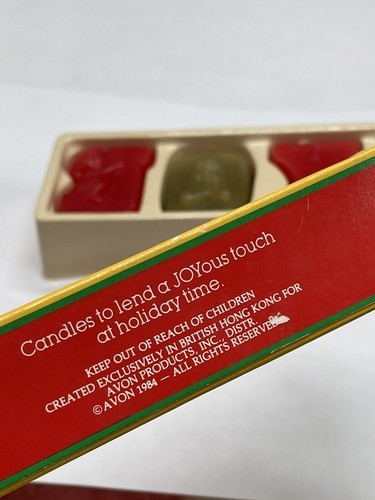 Candles to lend a JOYous touch
at holiday time.
KEEP OUT OF REACH OF CHILDREN
CREATED EXCLUSIVELY IN BRITISH HONG KONG FOR
AVON PRODUCTS, INC., DISTR.
© AVON 1984 — ALL RIGHTS RESERVED